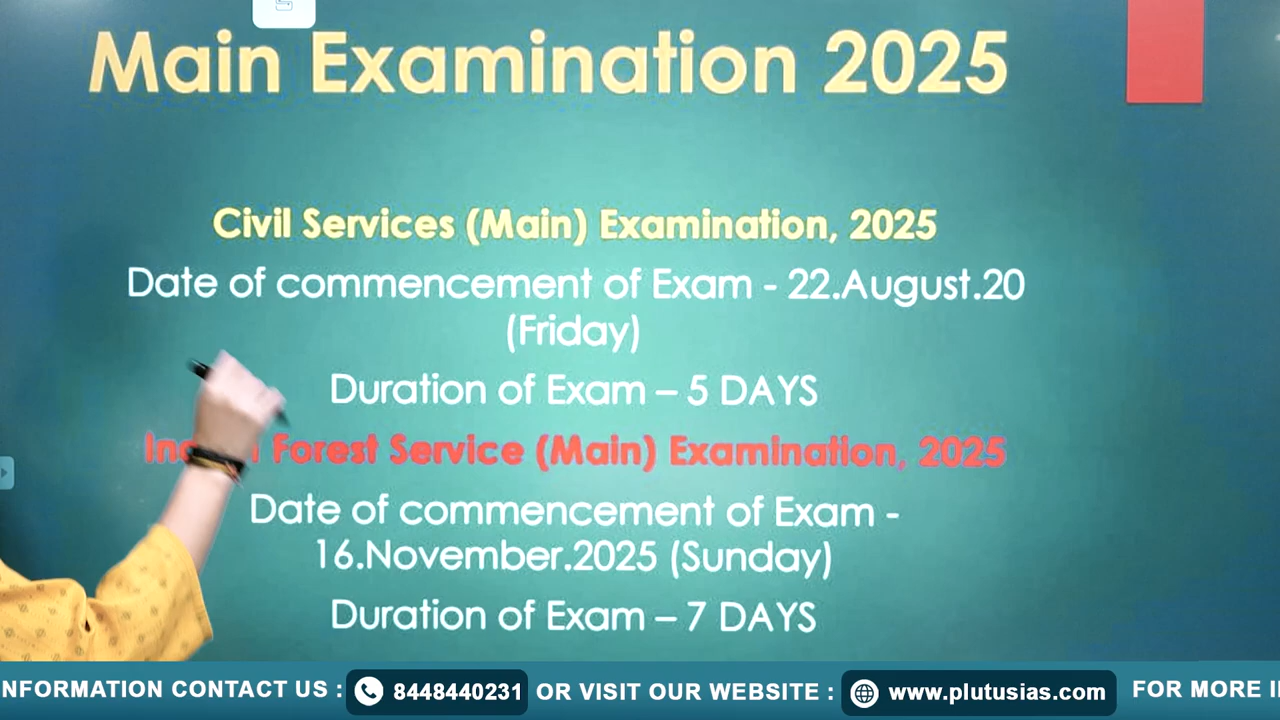 Main Examination 2025
Civil Services (Main) Examination, 2025
Date of commencement of Exam - 22.August.20
(Friday)
Duration of Exam – 5 DAYS
Forest Service (Main) Examination, 2025
Date of commencement of Exam -
16.November.2025 (Sunday)
Duration of Exam – 7 DAYS
NFORMATION CONTACT US : 8448440231 OR VISIT OUR WEBSITE : www.plutusias.com FOR MORE